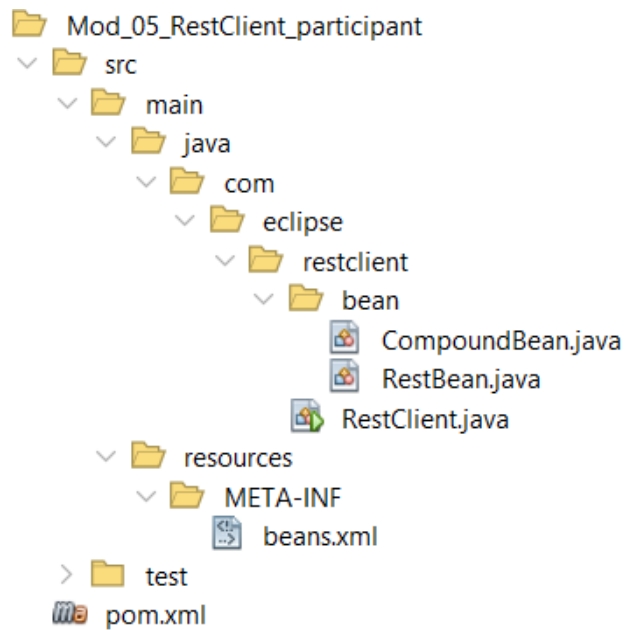 Mod_05_RestClient_participant
src
main
java
com
eclipse
restclient
bean
CompoundBean.java
RestBean.java
RestClient.java
resources
META-INF
beans.xml
test
pom.xml